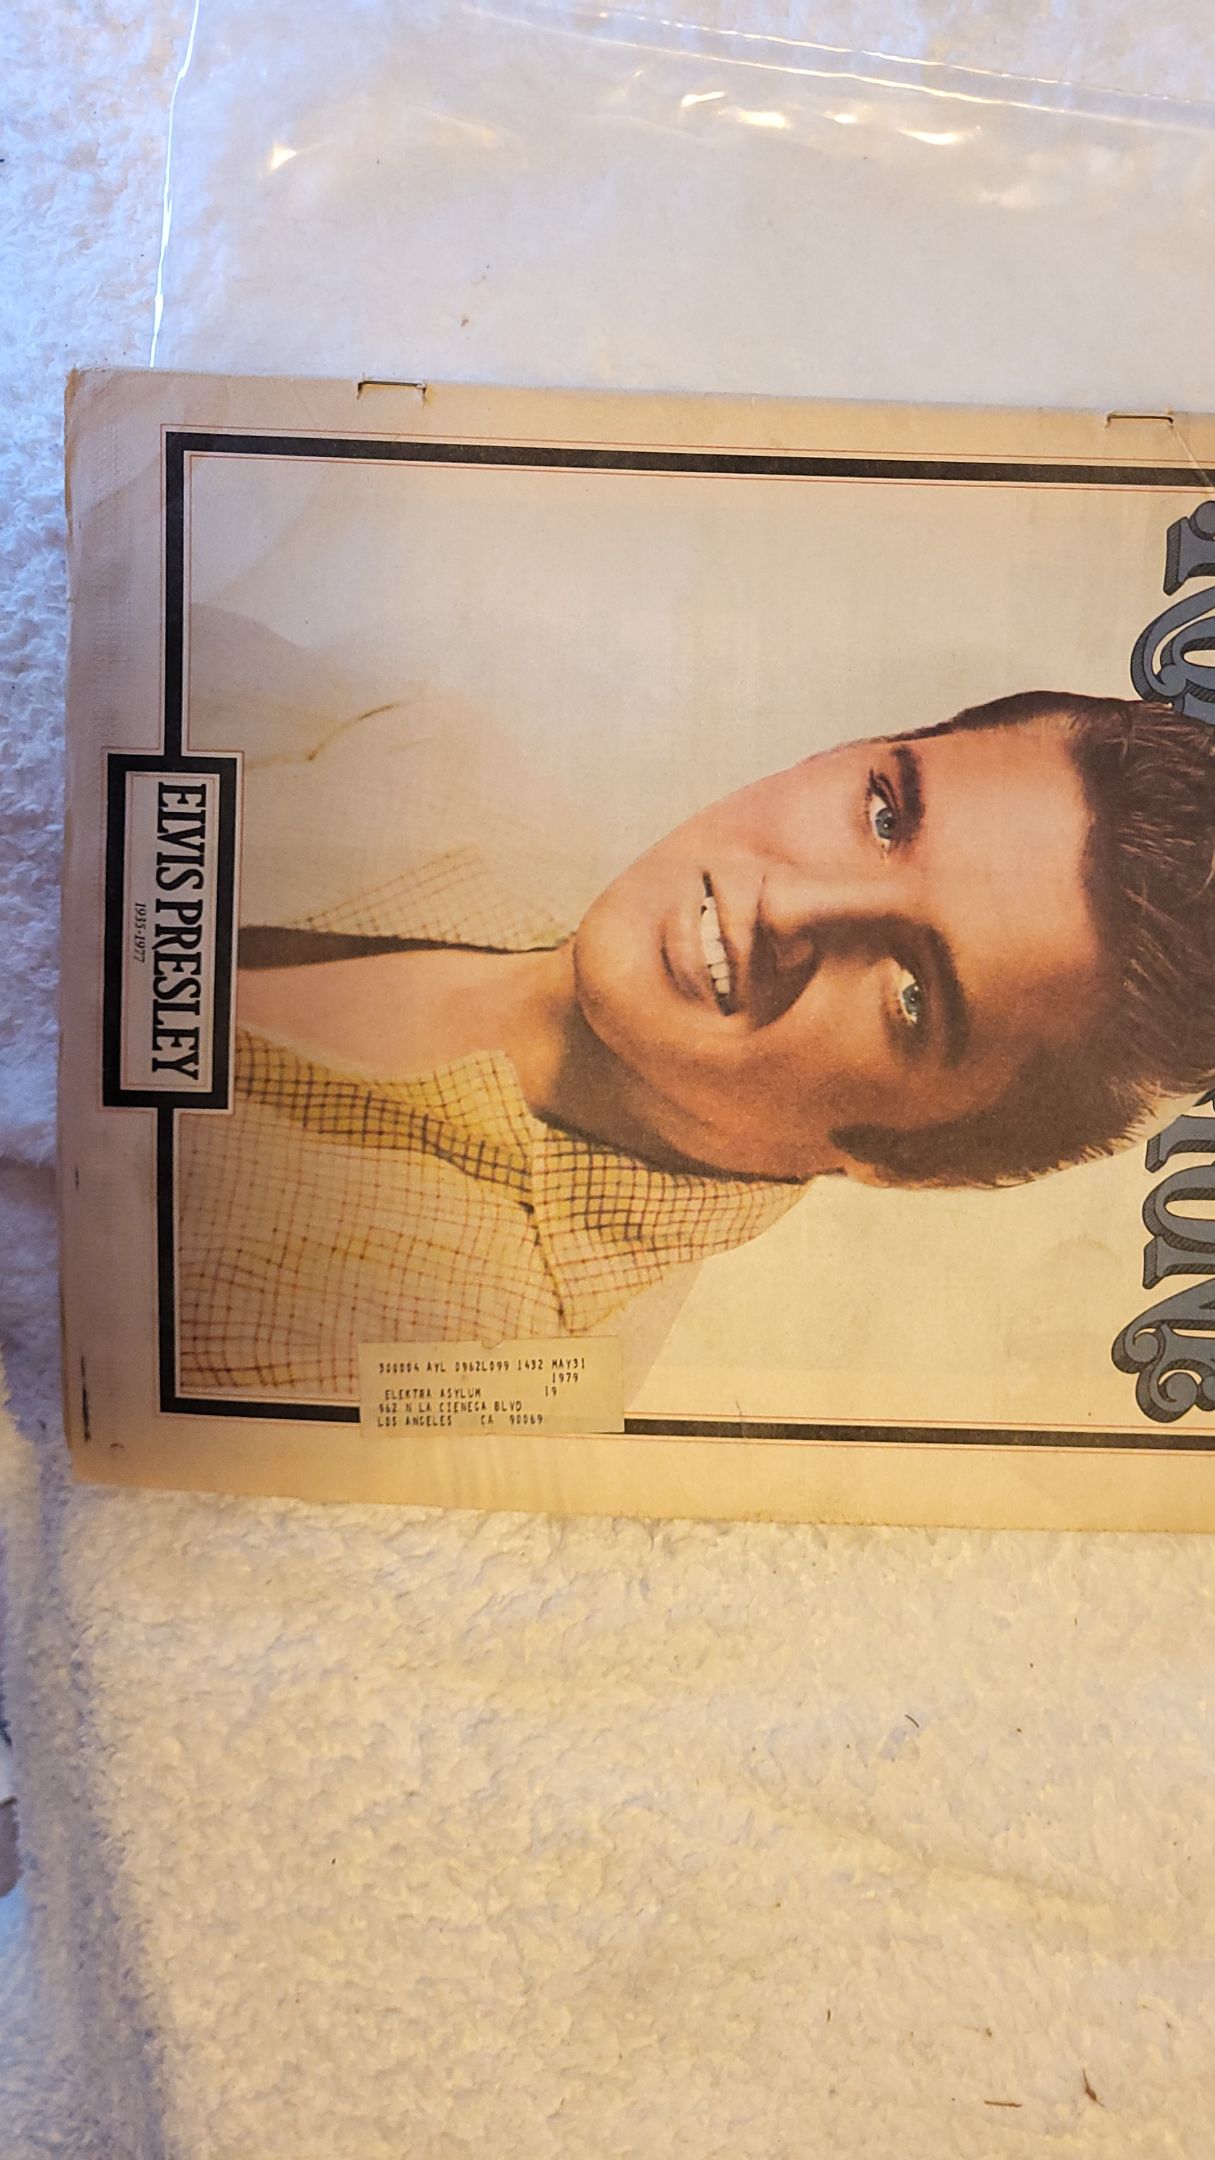 ELVIS PRESLEY
1935-1977
300004 AYL 0962L099 1432 MAY31
1979
ELEKTRA ASYLUM 19
962 N LA CIENEGA BLVD
LOS ANGELES CA 90069